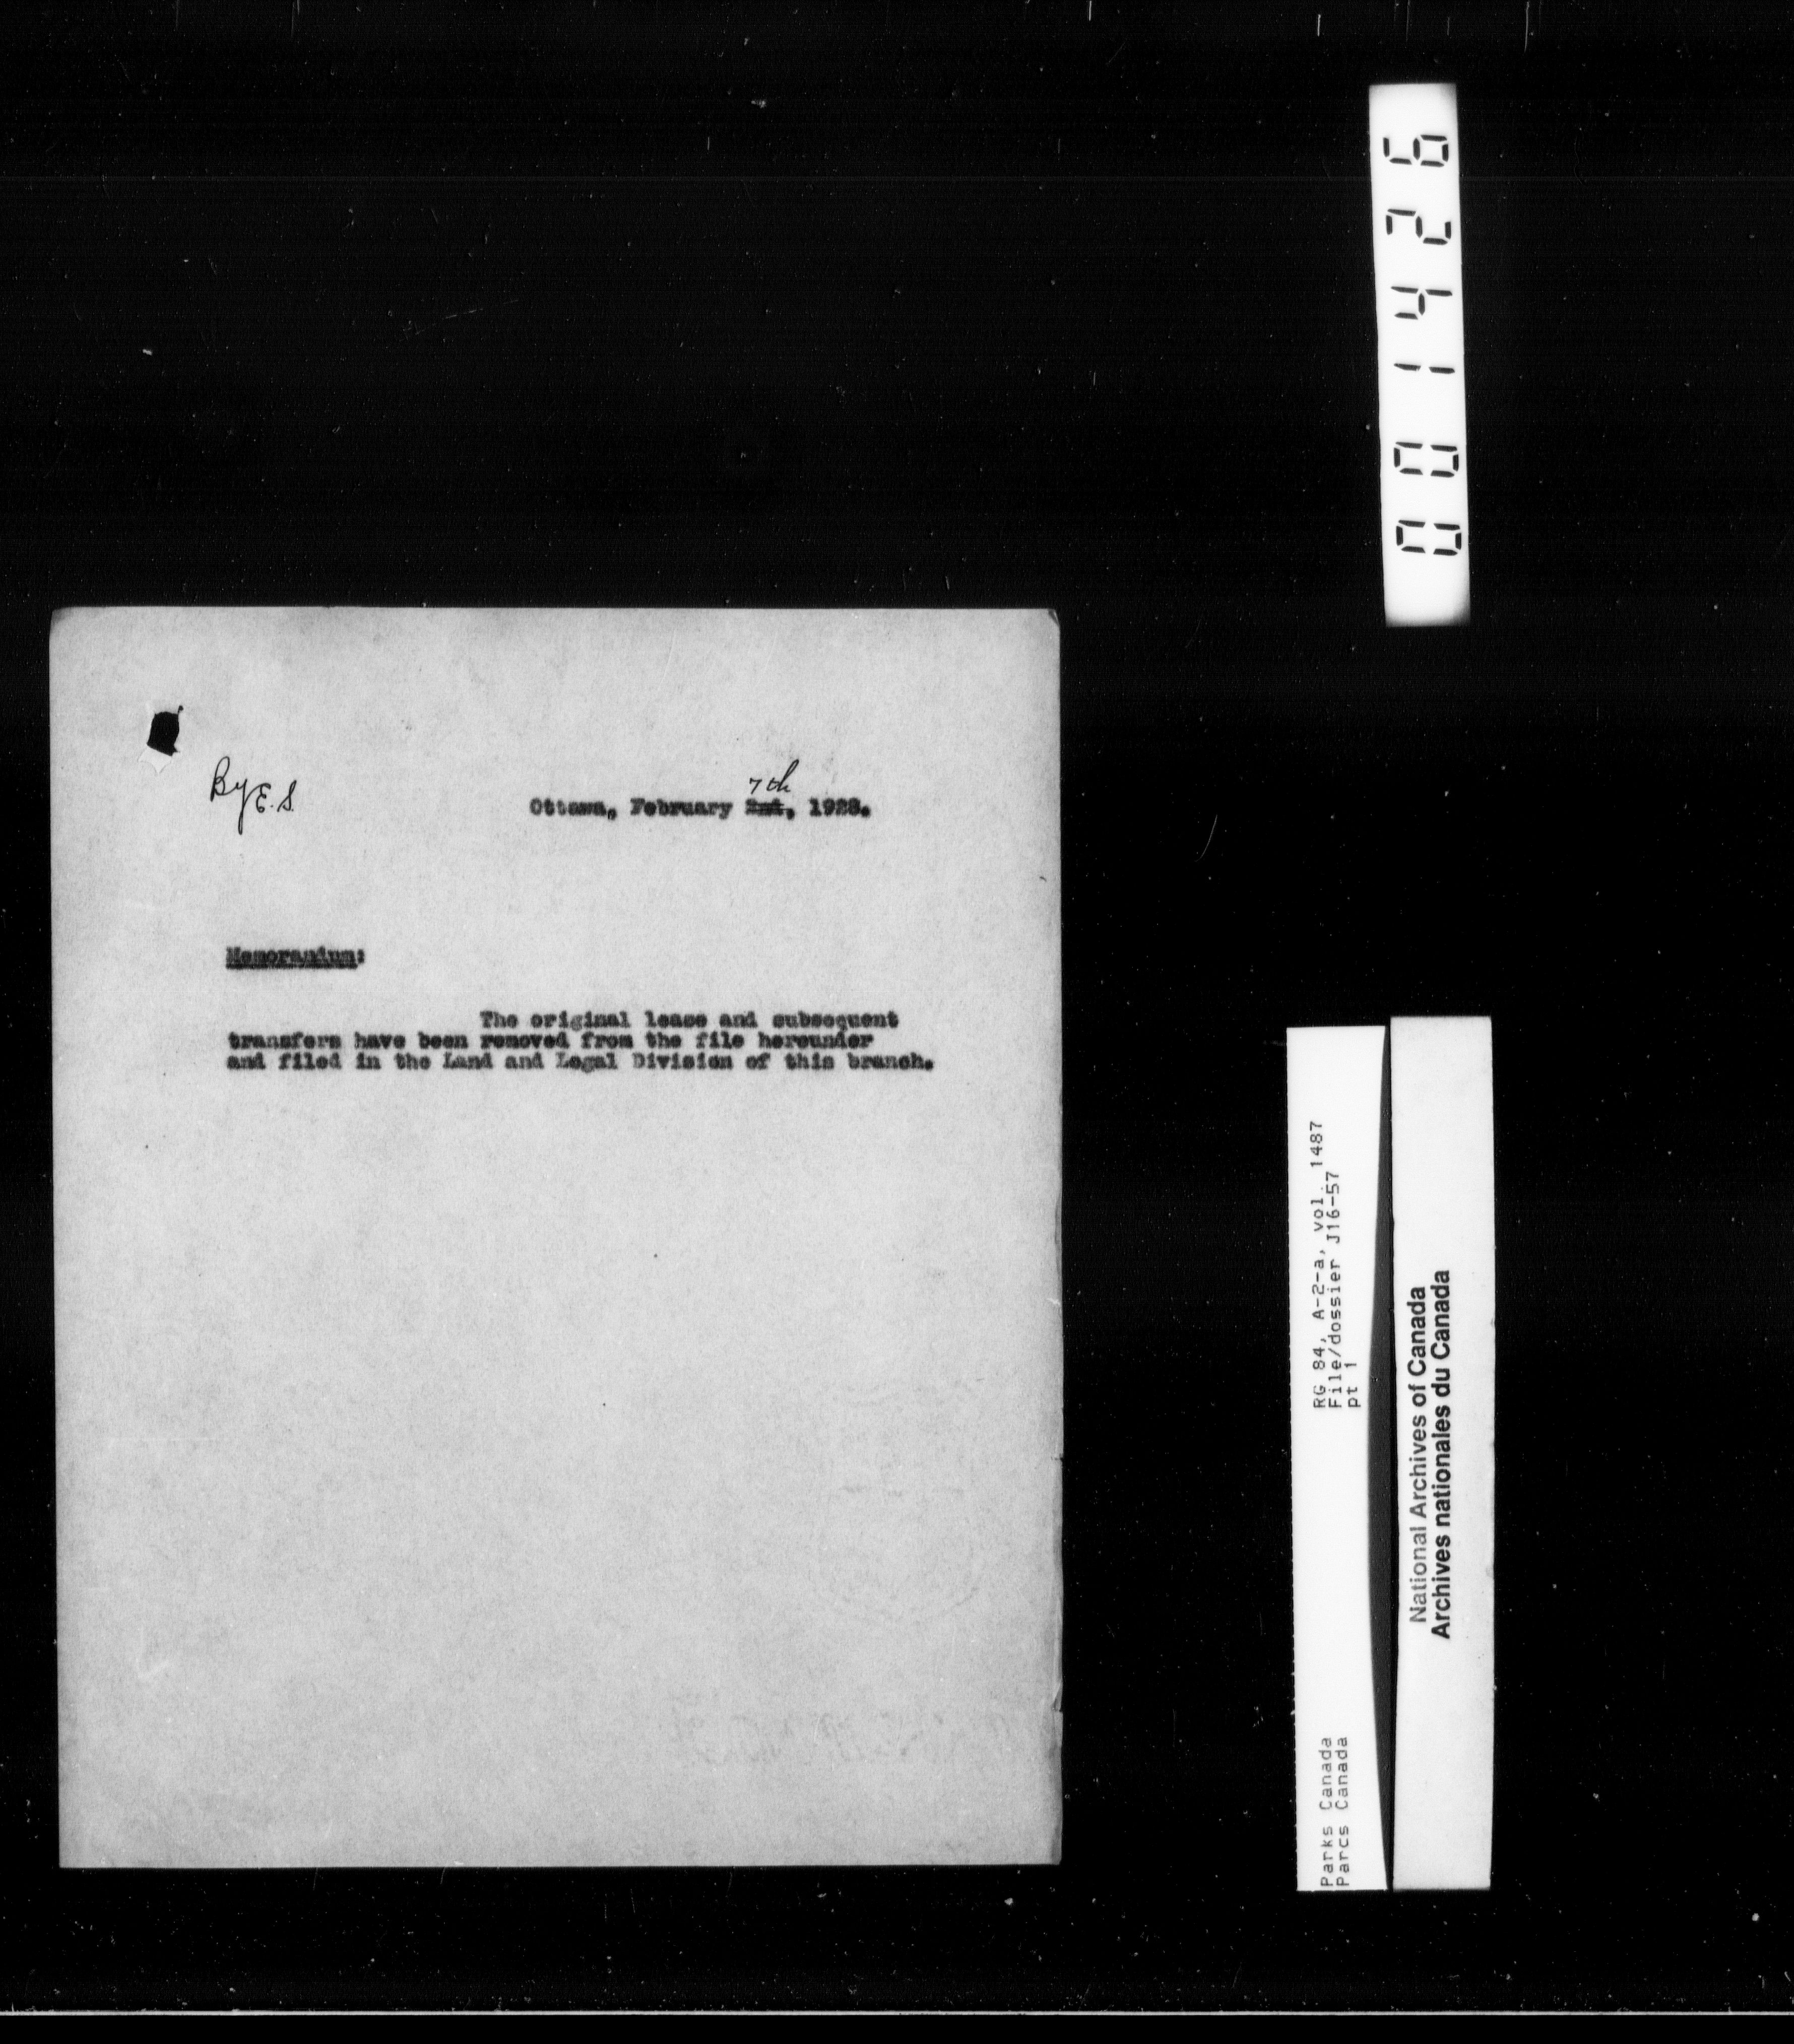 001426
By E.S.
7th
Ottawa, February 2nd, 1928.
Memorandum:
The original lease and subsequent
transfers have been removed from the file hereunder
and filed in the Land and Legal Division of this branch.
RG 84, A-2-a, vol. 1487
File/dossier J16-57
pt 1
Parks Canada
Parcs Canada
National Archives of Canada
Archives nationales du Canada